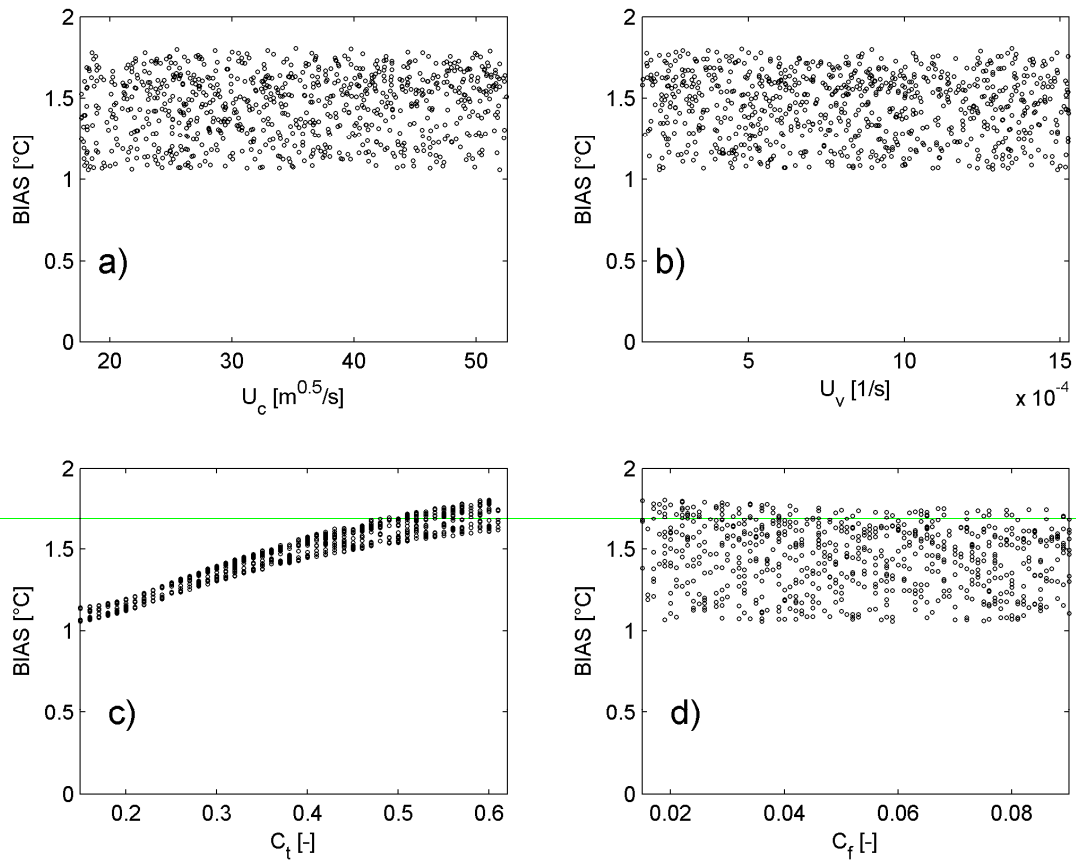 2
1.5
1
0.5
0
BIAS [°C]
a)
20 30 40 50
U_c [m^0.5/s]
2
1.5
1
0.5
0
BIAS [°C]
b)
5 10 15
U_v [1/s]
x 10^-4
2
1.5
1
0.5
0
BIAS [°C]
c)
0.2 0.3 0.4 0.5 0.6
C_t [-]
2
1.5
1
0.5
0
BIAS [°C]
d)
0.02 0.04 0.06 0.08
C_f [-]